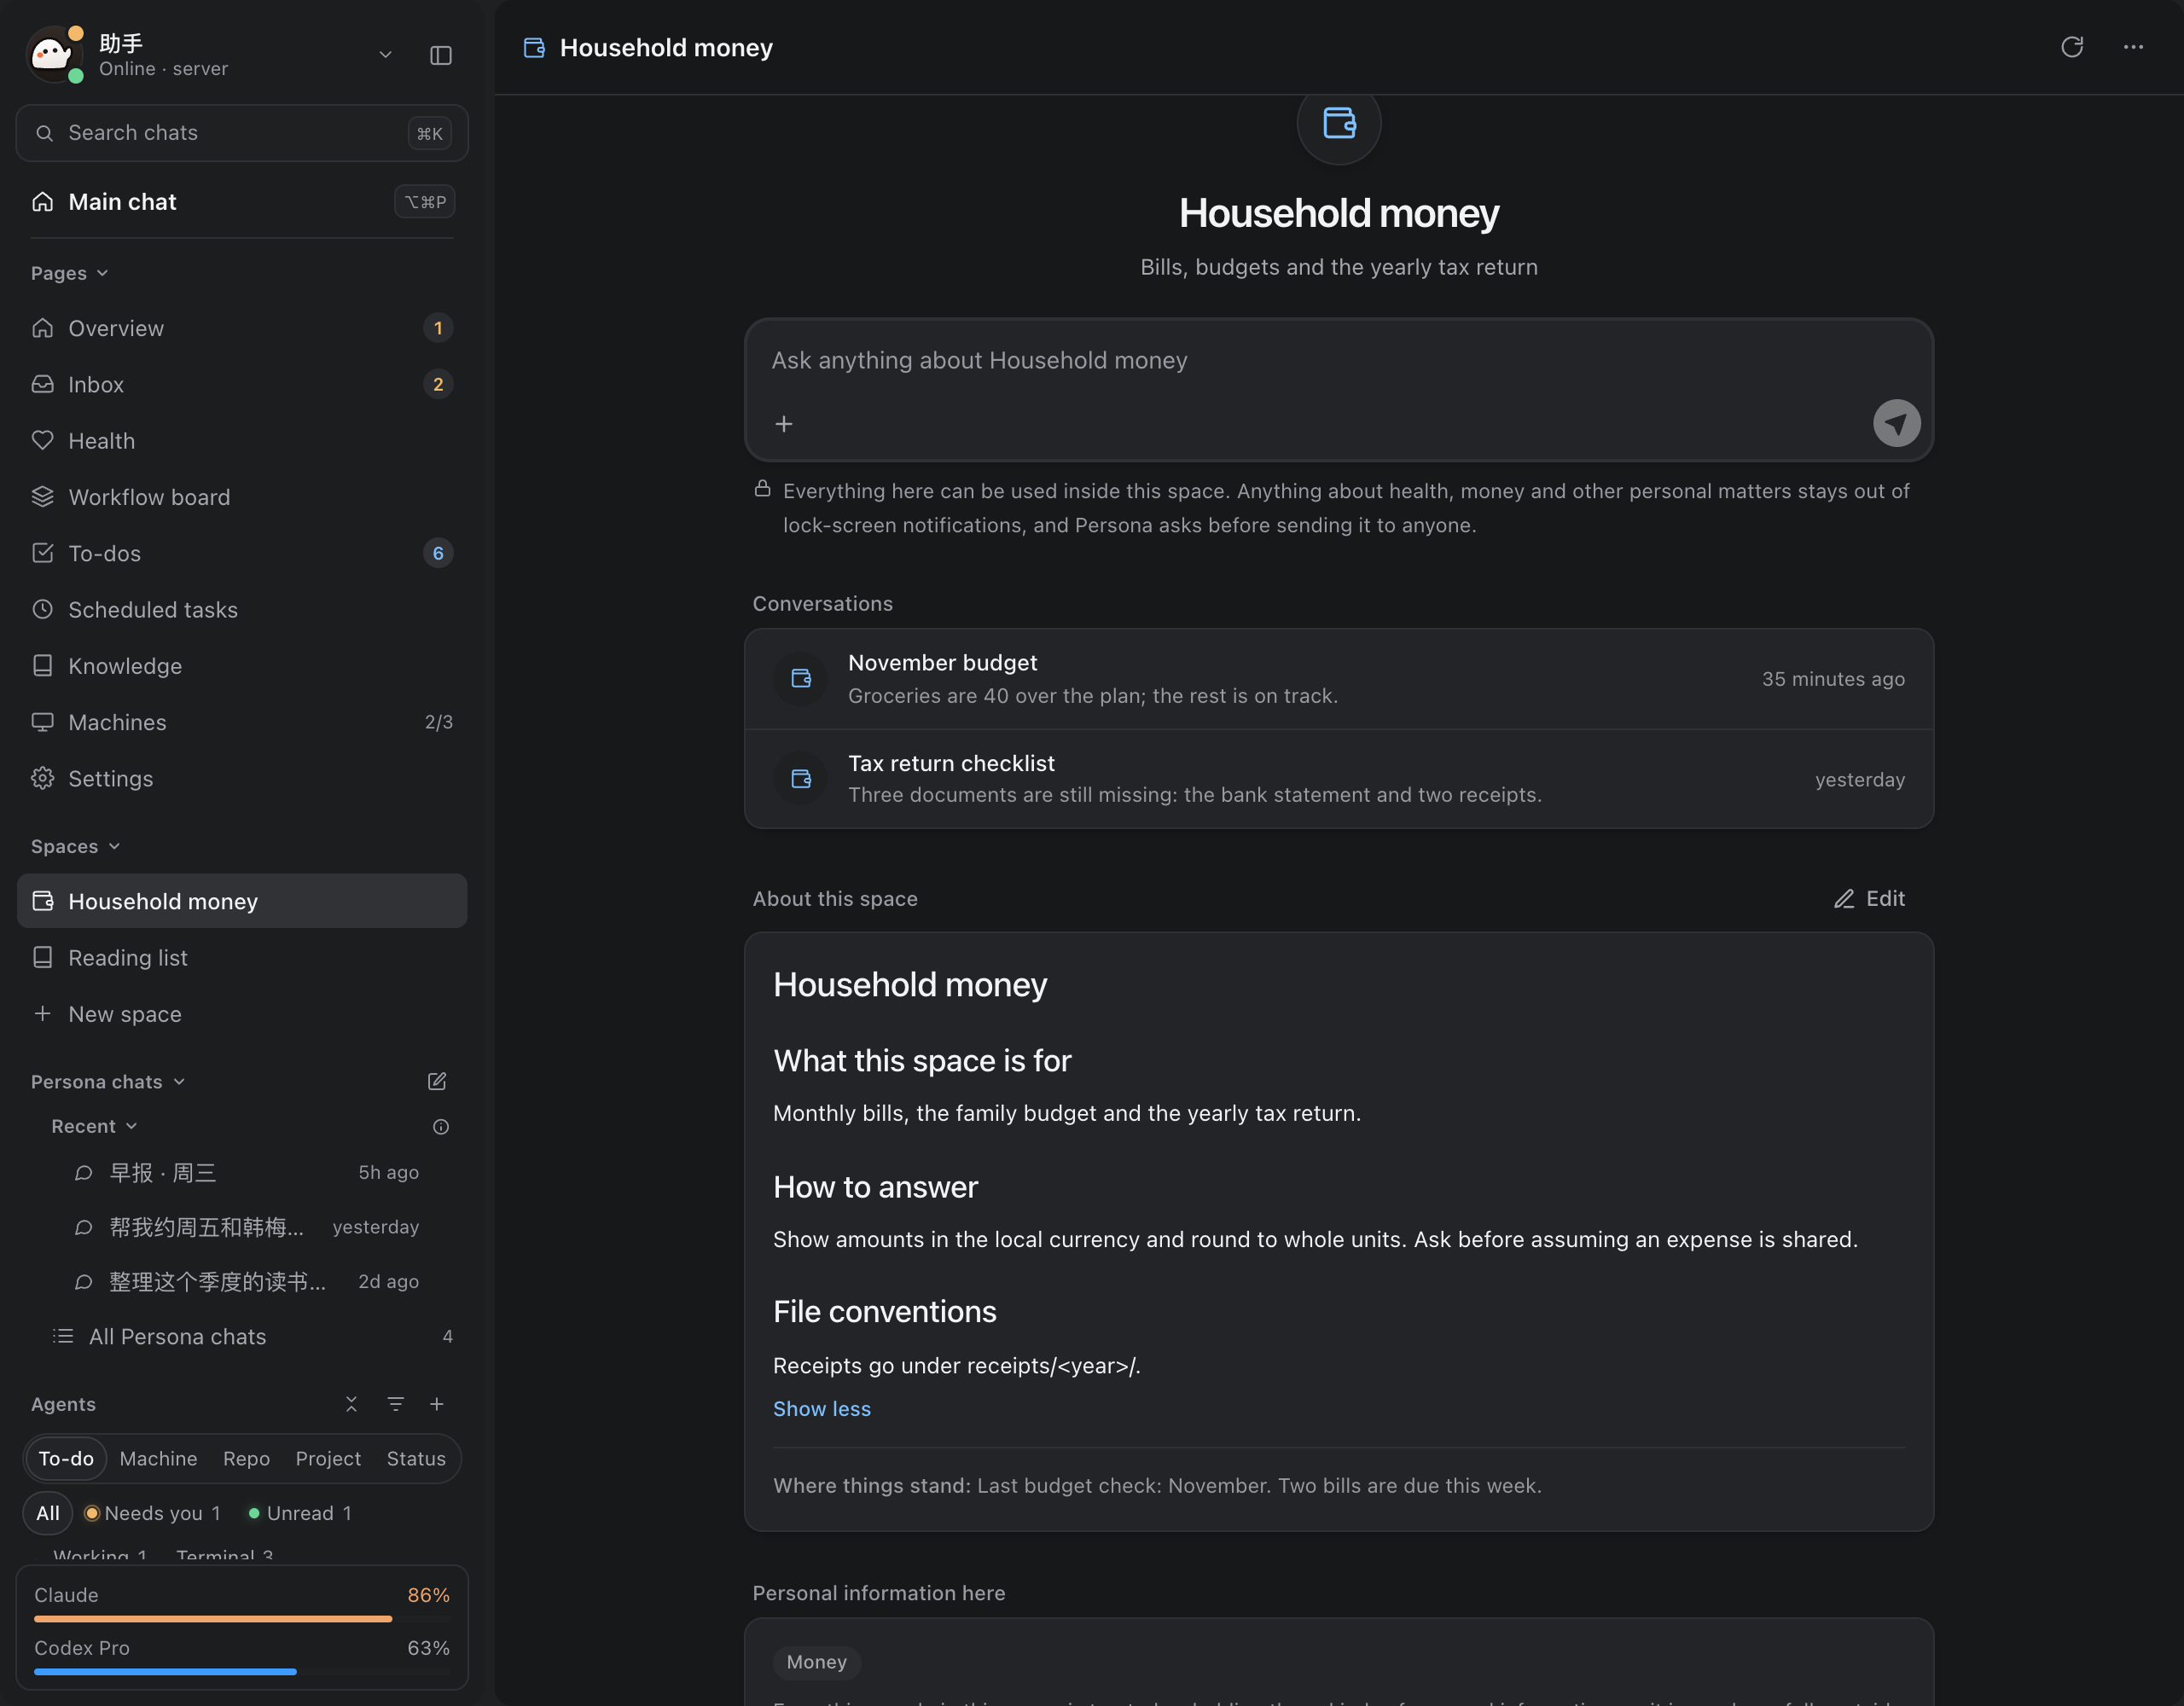 助手
Online · server
Search chats ⌘K
Main chat ⌥⌘P
Pages
Overview 1
Inbox 2
Health
Workflow board
To-dos 6
Scheduled tasks
Knowledge
Machines 2/3
Settings
Spaces
Household money
Reading list
New space
Persona chats
Recent
早报 · 周三 5h ago
帮我约周五和韩梅... yesterday
整理这个季度的读书... 2d ago
All Persona chats 4
Agents
To-do Machine Repo Project Status
All Needs you 1 Unread 1
Working 1 Terminal 3
Claude 86%
Codex Pro 63%
Household money
Household money
Bills, budgets and the yearly tax return
Ask anything about Household money
Everything here can be used inside this space. Anything about health, money and other personal matters stays out of
lock-screen notifications, and Persona asks before sending it to anyone.
Conversations
November budget
Groceries are 40 over the plan; the rest is on track.
35 minutes ago
Tax return checklist
Three documents are still missing: the bank statement and two receipts.
yesterday
About this space
Edit
Household money
What this space is for
Monthly bills, the family budget and the yearly tax return.
How to answer
Show amounts in the local currency and round to whole units. Ask before assuming an expense is shared.
File conventions
Receipts go under receipts/<year>/.
Show less
Where things stand: Last budget check: November. Two bills are due this week.
Personal information here
Money